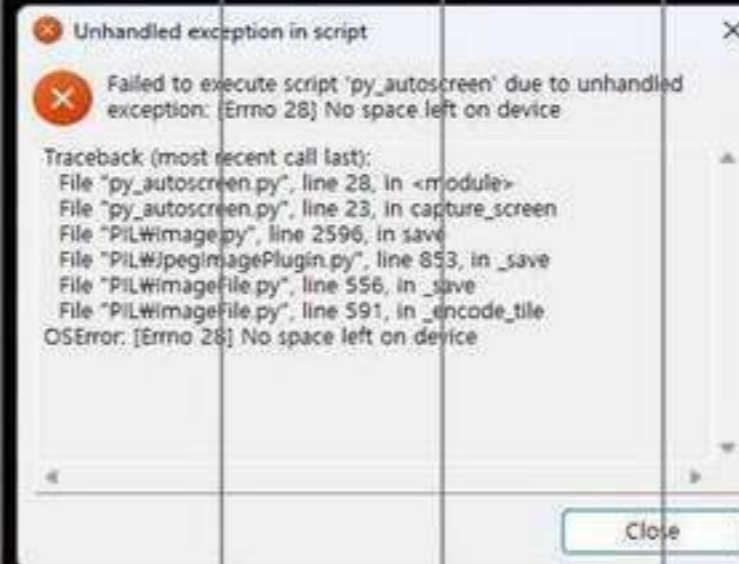 Unhandled exception in script
Failed to execute script 'py_autoscreen' due to unhandled
exception: [Errno 28] No space left on device
Traceback (most recent call last):
File "py_autoscreen.py", line 28, in <module>
File "py_autoscreen.py", line 23, in capture_screen
File "PIL₩Image.py", line 2596, in save
File "PIL₩JpegImagePlugin.py", line 853, in _save
File "PIL₩ImageFile.py", line 556, in _save
File "PIL₩ImageFile.py", line 591, in _encode_tile
OSError: [Errno 28] No space left on device
Close